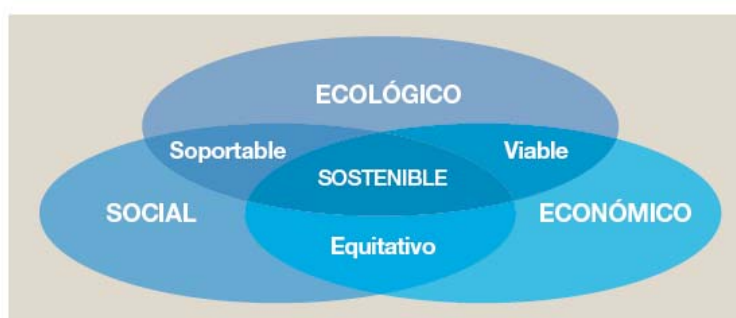 ECOLÓGICO
Soportable
Viable
SOSTENIBLE
SOCIAL
ECONÓMICO
Equitativo